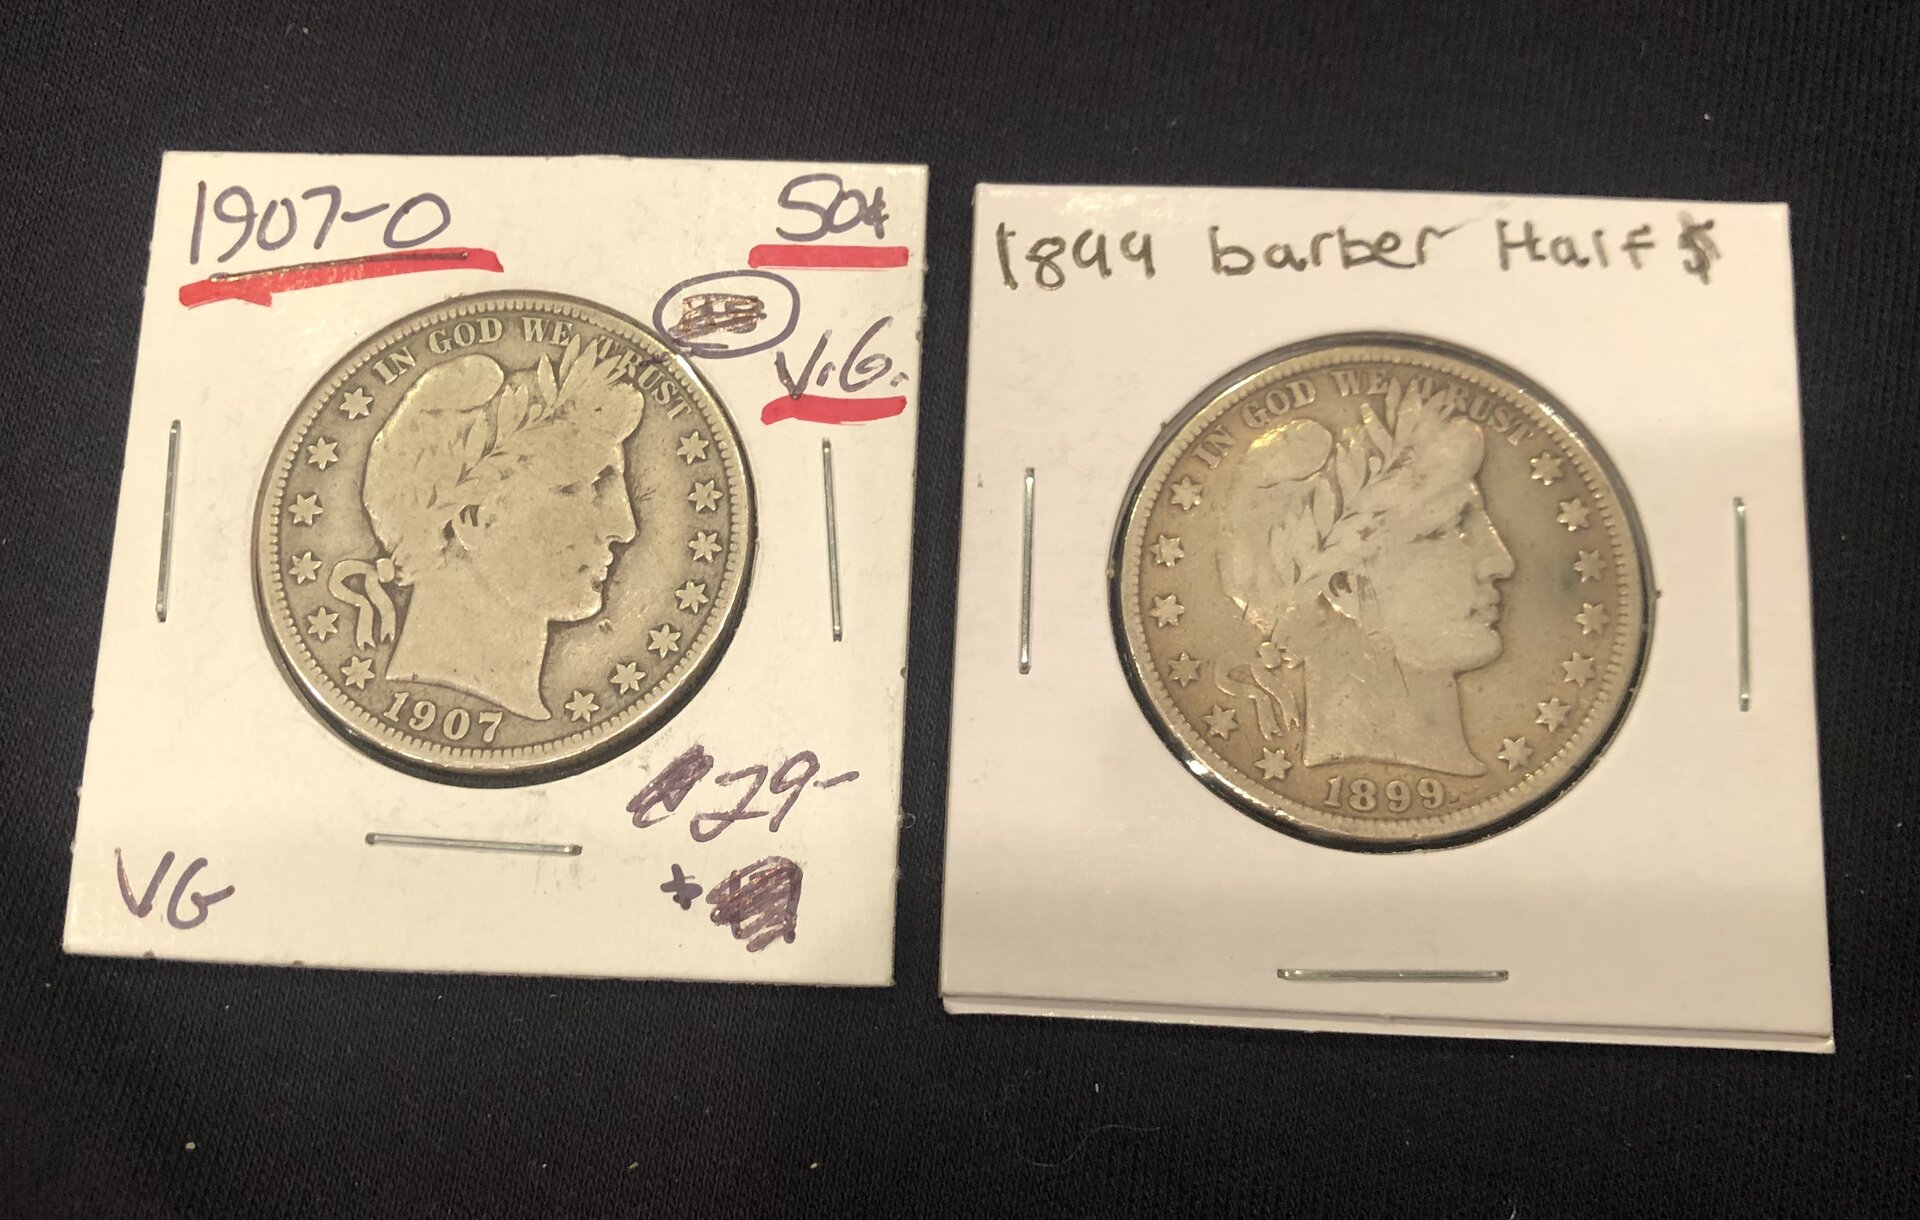 1907-O
50¢
V.G.
IN GOD WE TRUST
1907
29-
VG
1899 barber Half $
IN GOD WE TRUST
1899